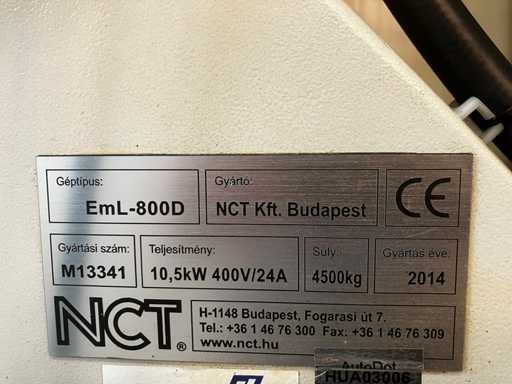 Géptípus:
EmL-800D
Gyártó:
NCT Kft. Budapest
CE
Gyártási szám:
M13341
Teljesítmény:
10,5kW 400V/24A
Súly:
4500kg
Gyártás éve:
2014
NCT®
H-1148 Budapest, Fogarasi út 7.
Tel.: +36 1 46 76 300 Fax: +36 1 46 76 309
www.nct.hu
AutoDot
HUA03006